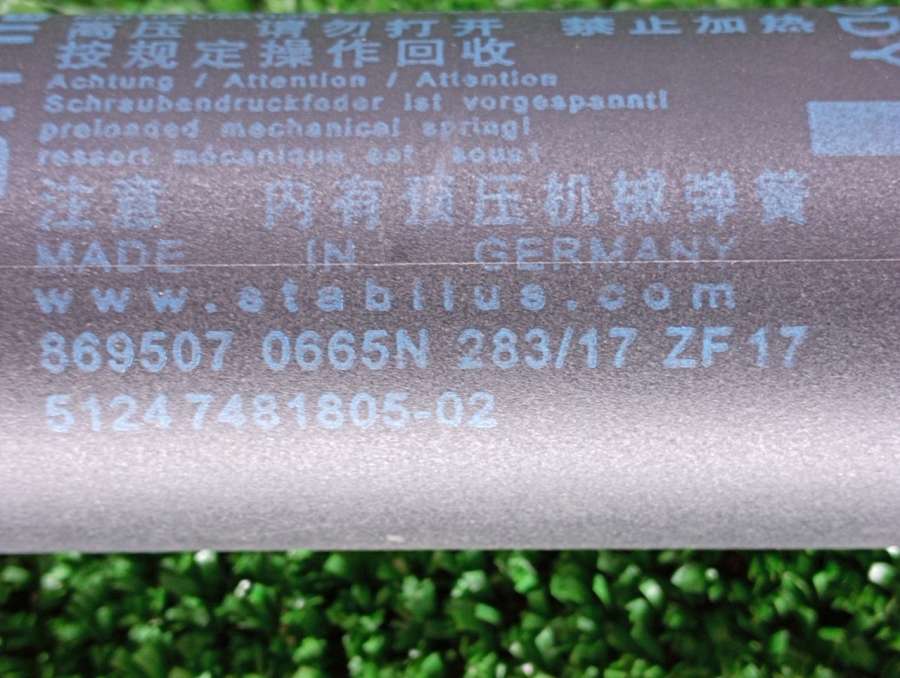 高压 请勿打开 禁止加热
按规定操作回收
Achtung / Attention / Attention
Schraubendruckfeder ist vorgespannt!
preloaded mechanical spring!
ressort mécanique est sous!
注意 内有预压机械弹簧
MADE IN GERMANY
www.stabilus.com
869507 0665N 283/17 ZF 17
51247481805-02